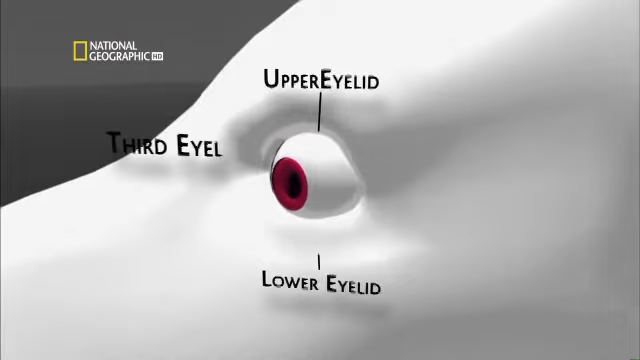 NATIONAL
GEOGRAPHIC HD
UPPEREYELID
THIRD EYEL
LOWER EYELID